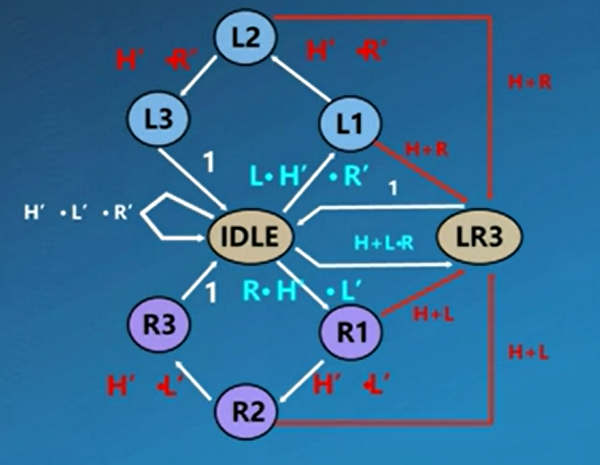 L2
H′ •R′
H′ •R′
H+R
L3
L1
1
H+R
L• H′ • R′
1
H′ • L′ • R′
IDLE
H+L•R
LR3
1
R• H′ • L′
R3
R1
H+L
H′ •L′
H′ •L′
H+L
R2